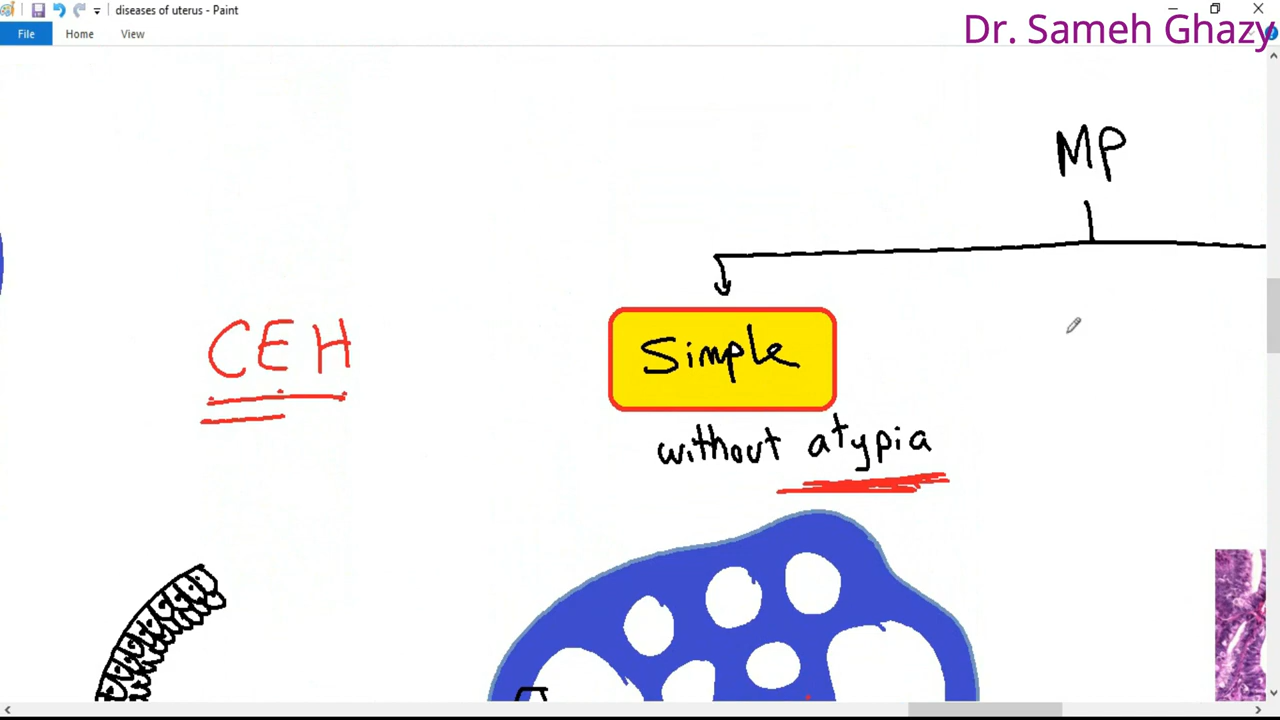 diseases of uterus - Paint
File Home View
Dr. Sameh Ghazy
MP
CEH
Simple
without atypia